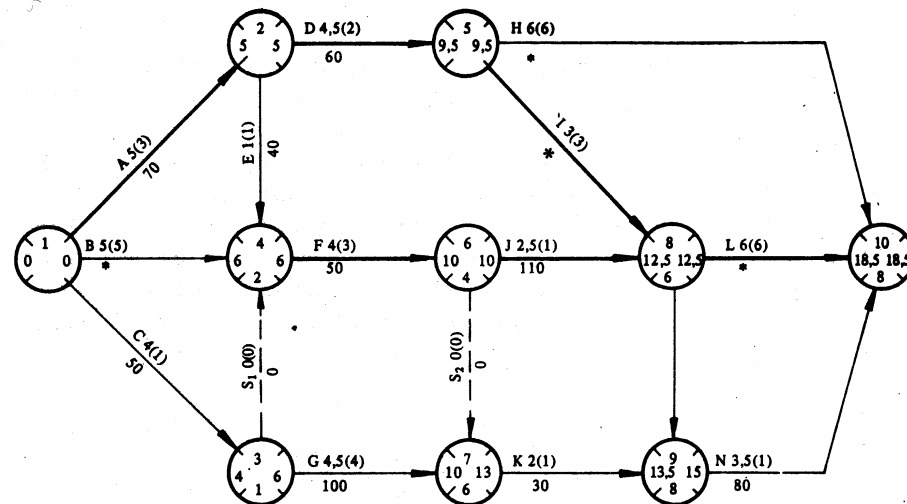 2
5 5
D 4,5(2)
60
5
9,5 9,5
H 6(6)
*
A 5(3)
70
E 1(1)
40
I 3(3)
*
1
0 0
B 5(5)
*
4
6 6
2
F 4(3)
50
6
10 10
4
J 2,5(1)
110
8
12,5 12,5
6
L 6(6)
*
10
18,5 18,5
8
C 4(1)
50
S1 0(0)
0
S2 0(0)
0
3
4 6
1
G 4,5(4)
100
7
10 13
6
K 2(1)
30
9
13,5 15
8
N 3,5(1)
80